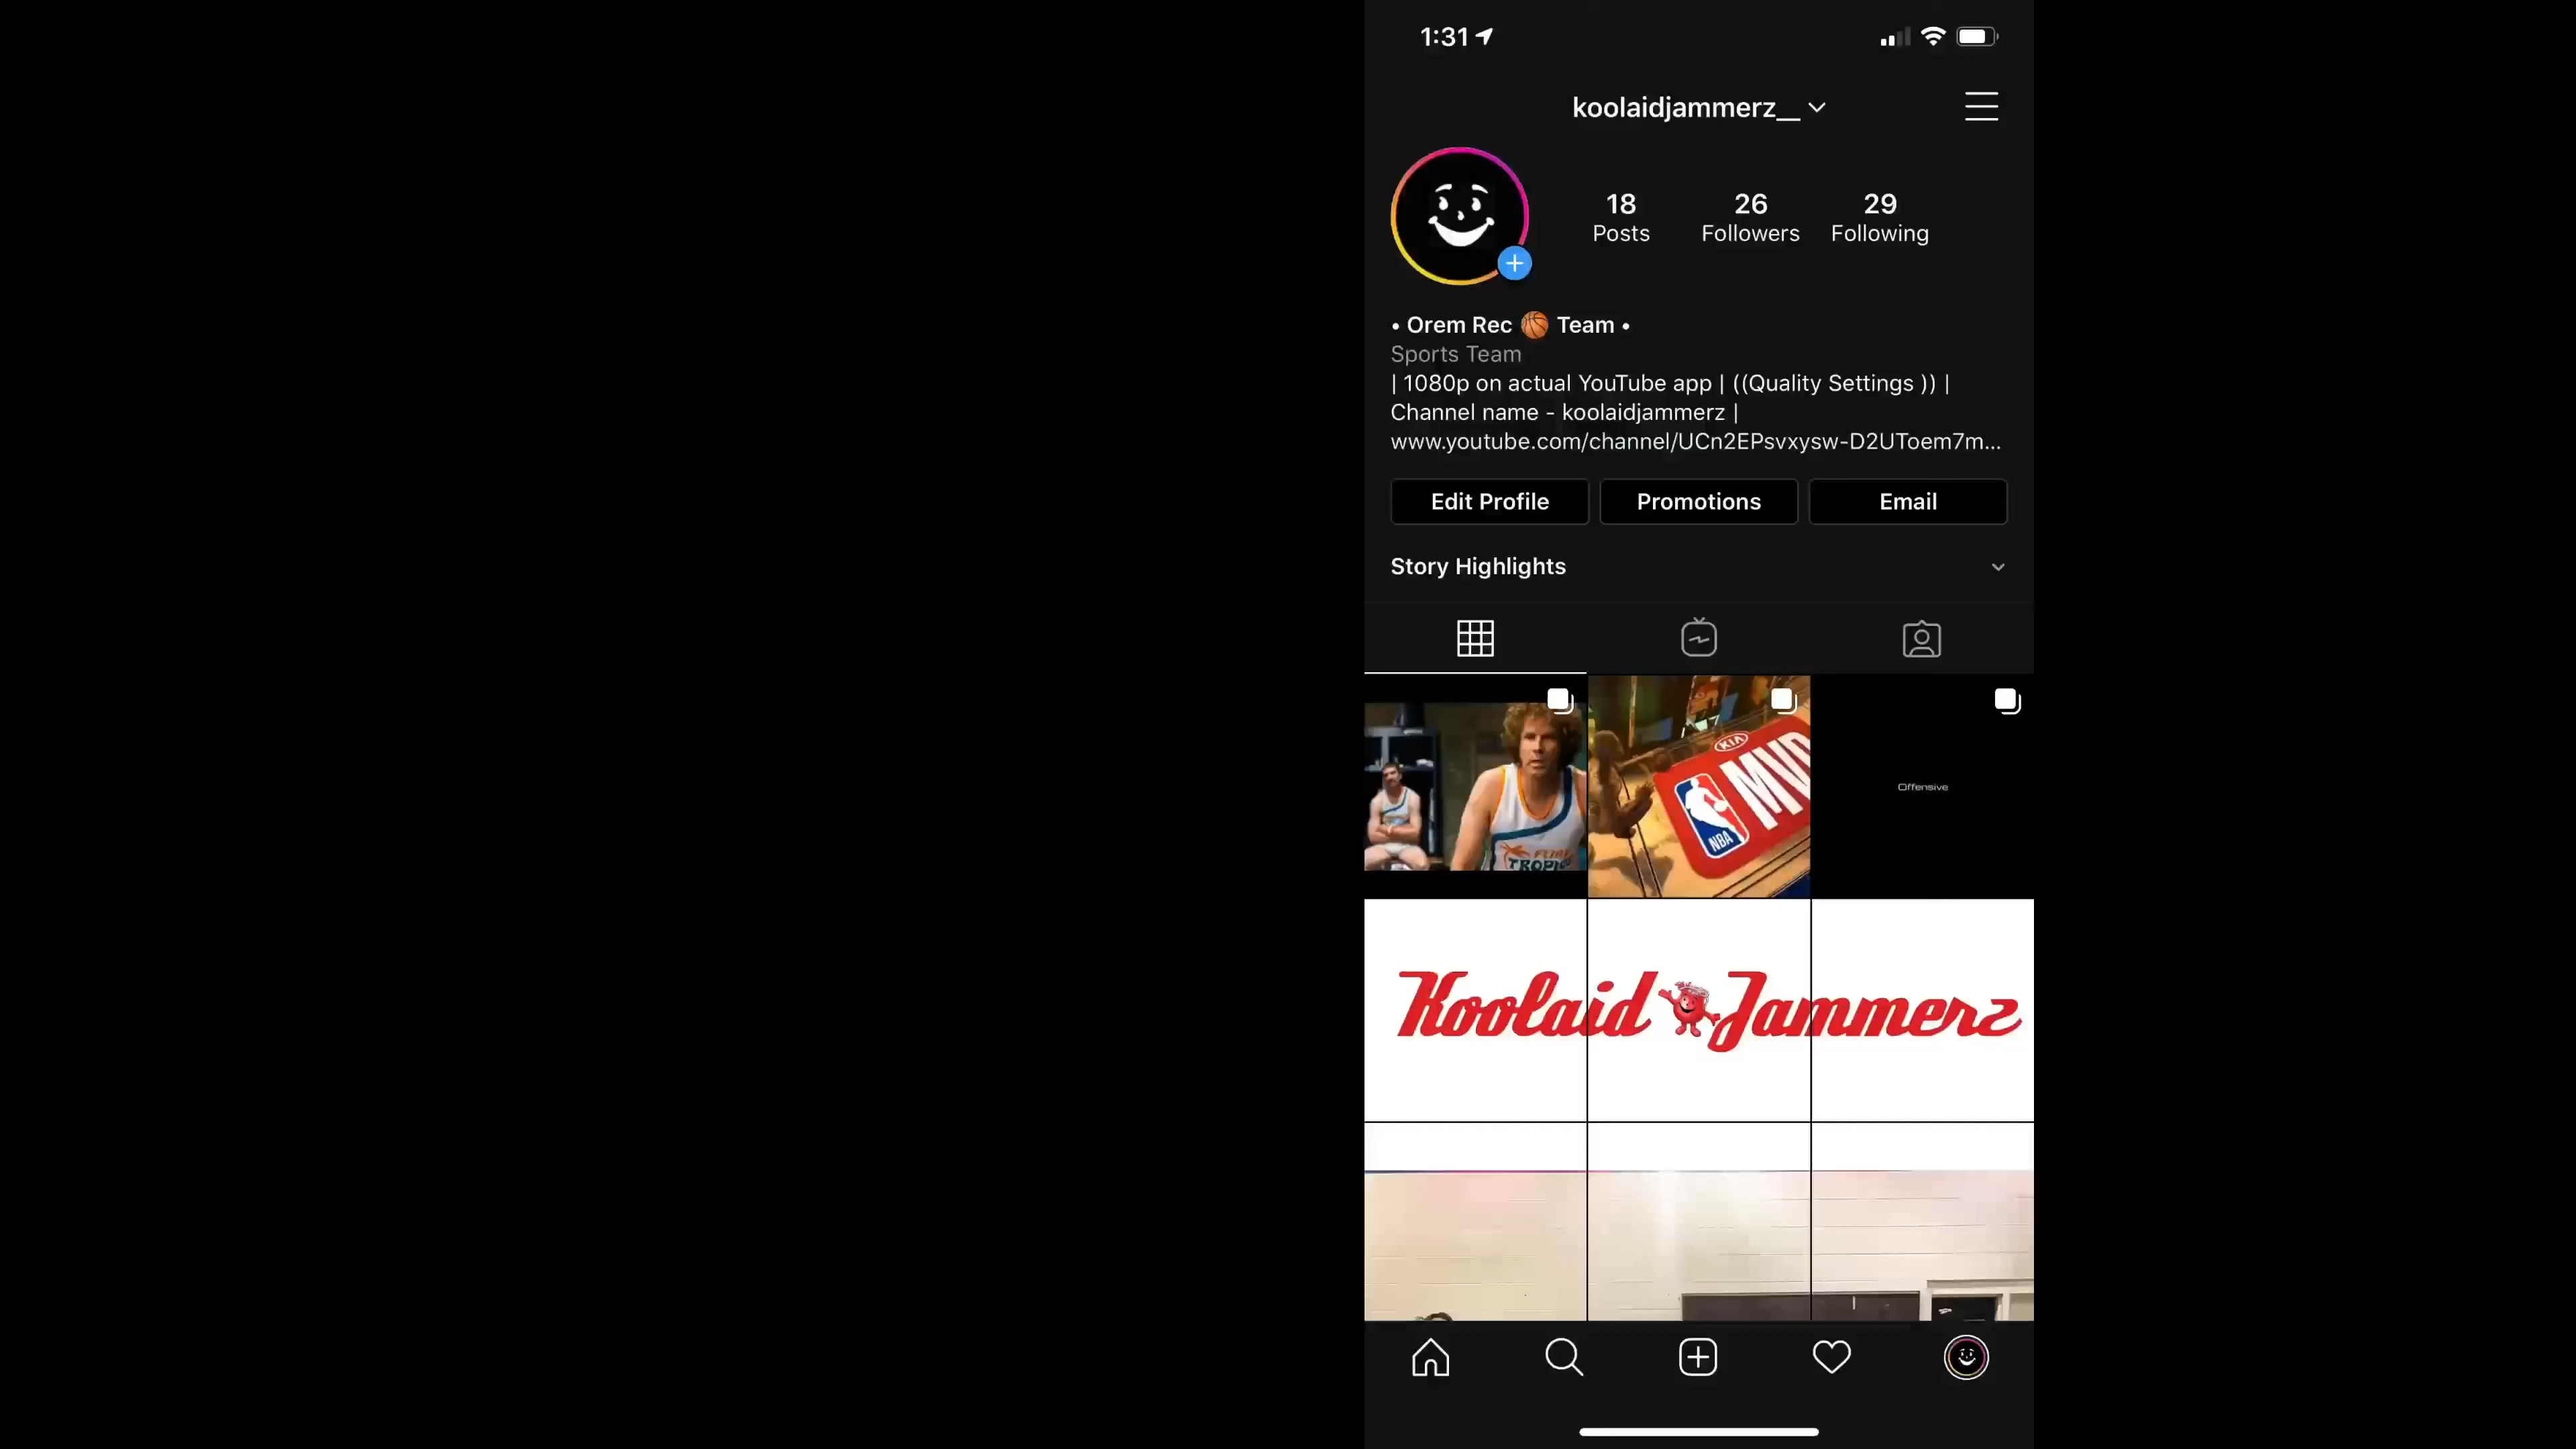 1:31
koolaidjammerz__
18 26 29
Posts Followers Following
• Orem Rec 🏀 Team •
Sports Team
| 1080p on actual YouTube app | ((Quality Settings )) |
Channel name - koolaidjammerz |
www.youtube.com/channel/UCn2EPsvxysw-D2UToem7m...
Edit Profile Promotions Email
Story Highlights
KIA
NBA
Offensive
Koolaid Jammerz